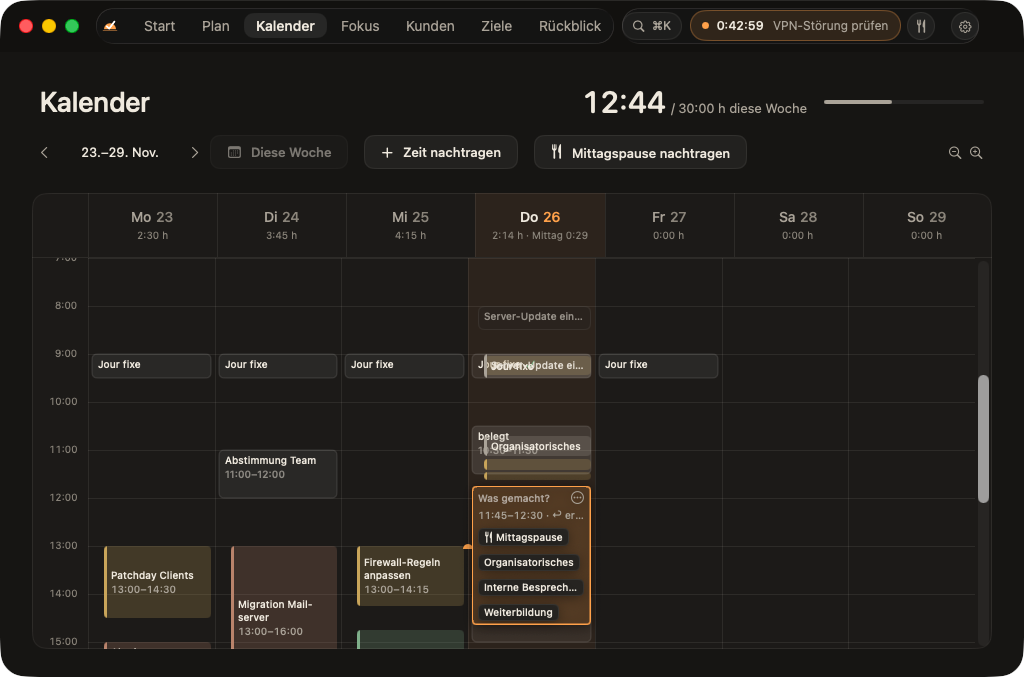 Start
Plan
Kalender
Fokus
Kunden
Ziele
Rückblick
⌘K
0:42:59 VPN-Störung prüfen
Kalender
12:44 / 30:00 h diese Woche
23.–29. Nov.
Diese Woche
+ Zeit nachtragen
Mittagspause nachtragen
Mo 23
2:30 h
Di 24
3:45 h
Mi 25
4:15 h
Do 26
2:14 h · Mittag 0:29
Fr 27
0:00 h
Sa 28
0:00 h
So 29
0:00 h
8:00
Server-Update ein…
9:00
Jour fixe
Jour fixe
Jour fixe
Jour fixe
Jour fixe
10:00
belegt
Organisatorisches
11:00
Abstimmung Team
11:00–12:00
12:00
Was gemacht?
11:45–12:30 · ↩ er…
Mittagspause
Organisatorisches
Interne Besprech…
Weiterbildung
13:00
Patchday Clients
13:00–14:30
Migration Mail-
server
13:00–16:00
Firewall-Regeln
anpassen
13:00–14:15
14:00
15:00